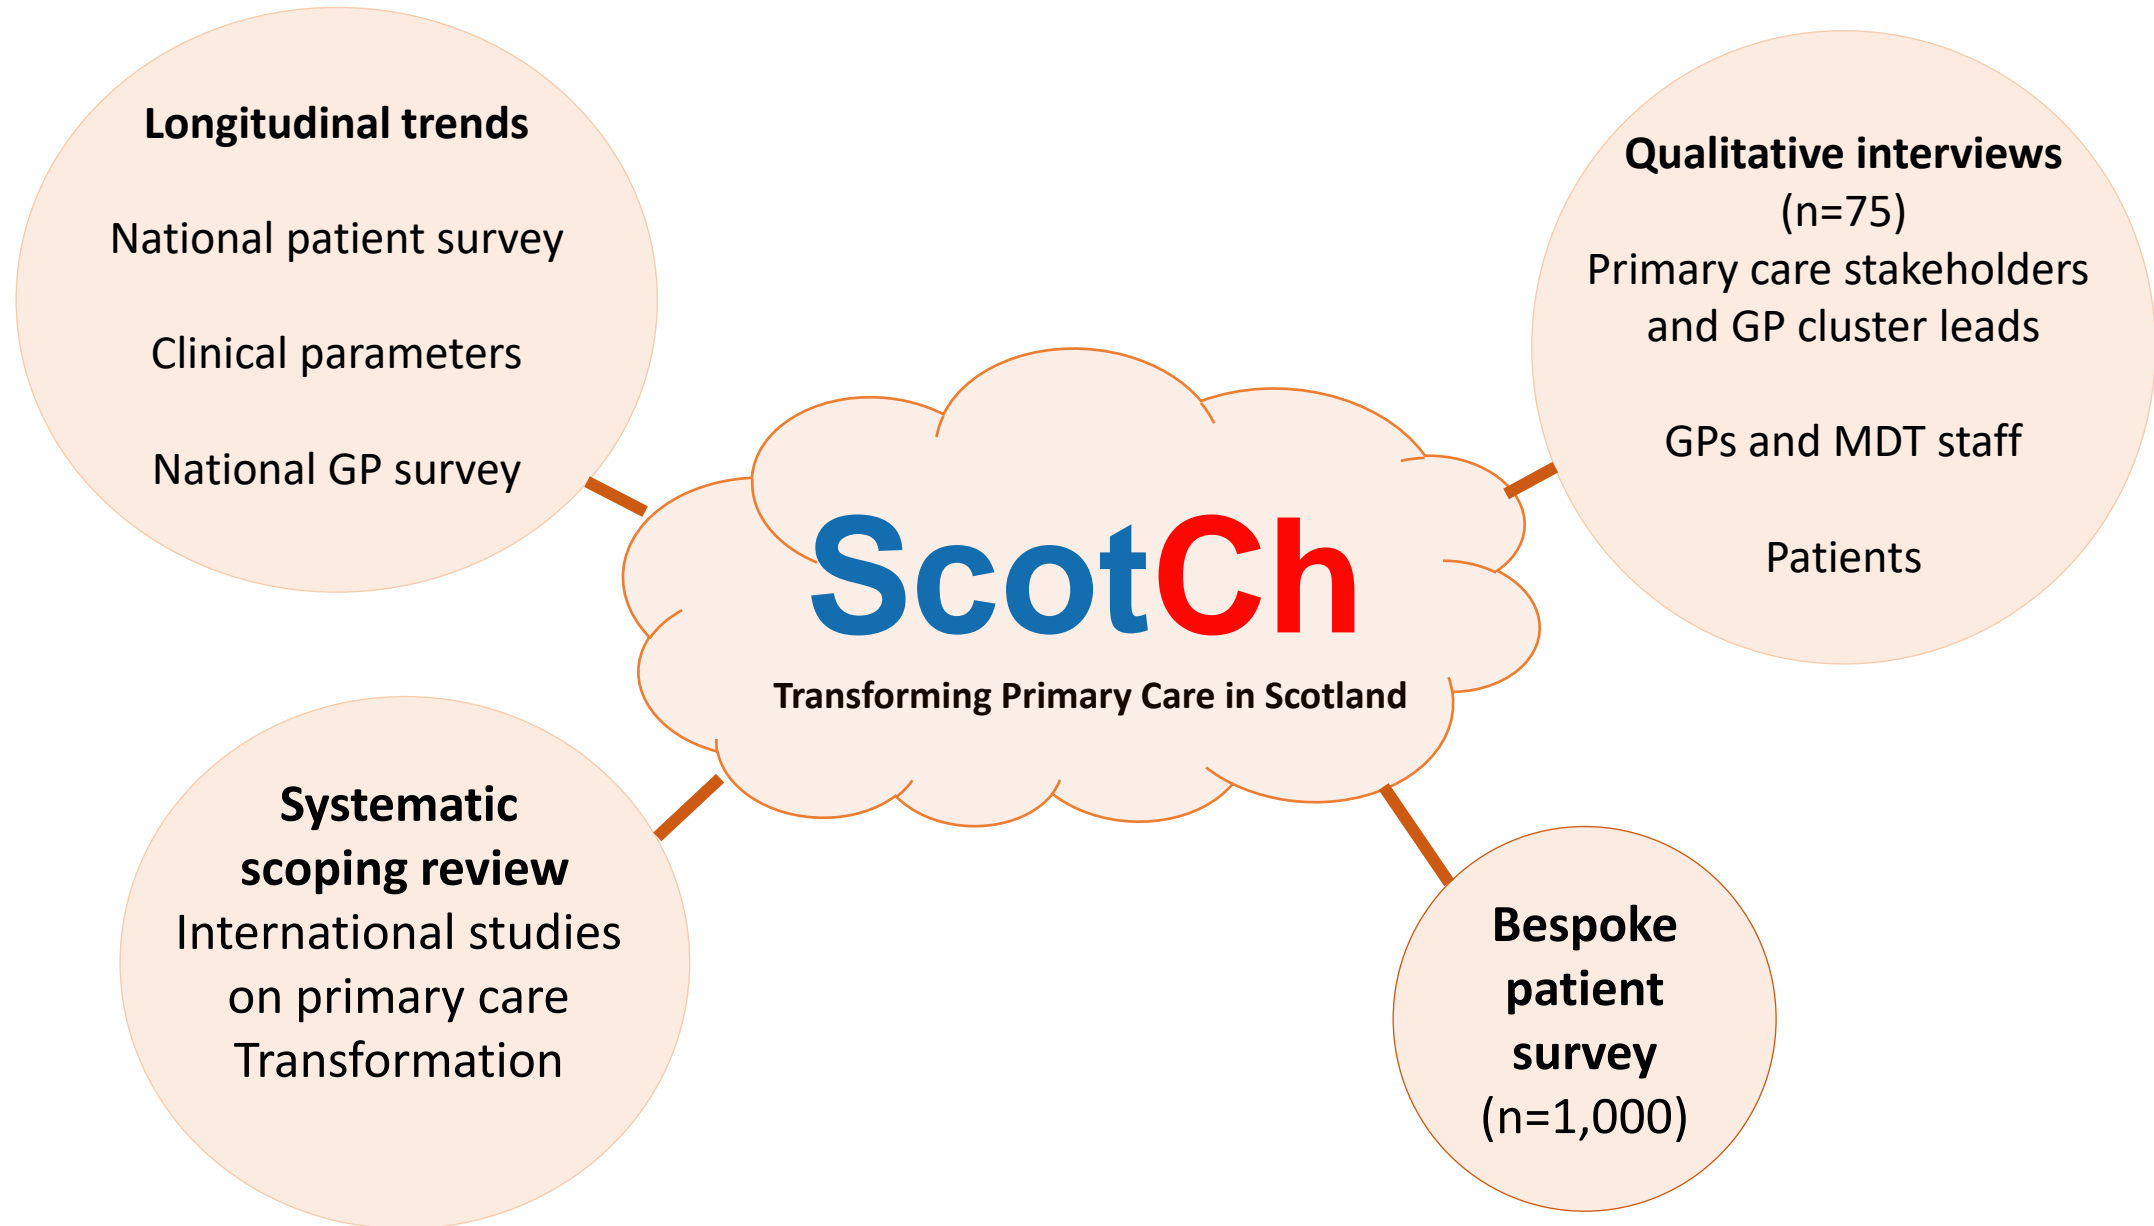 Longitudinal trends
National patient survey
Clinical parameters
National GP survey
Qualitative interviews
(n=75)
Primary care stakeholders
and GP cluster leads
GPs and MDT staff
Patients
ScotCh
Transforming Primary Care in Scotland
Systematic
scoping review
International studies
on primary care
Transformation
Bespoke
patient
survey
(n=1,000)